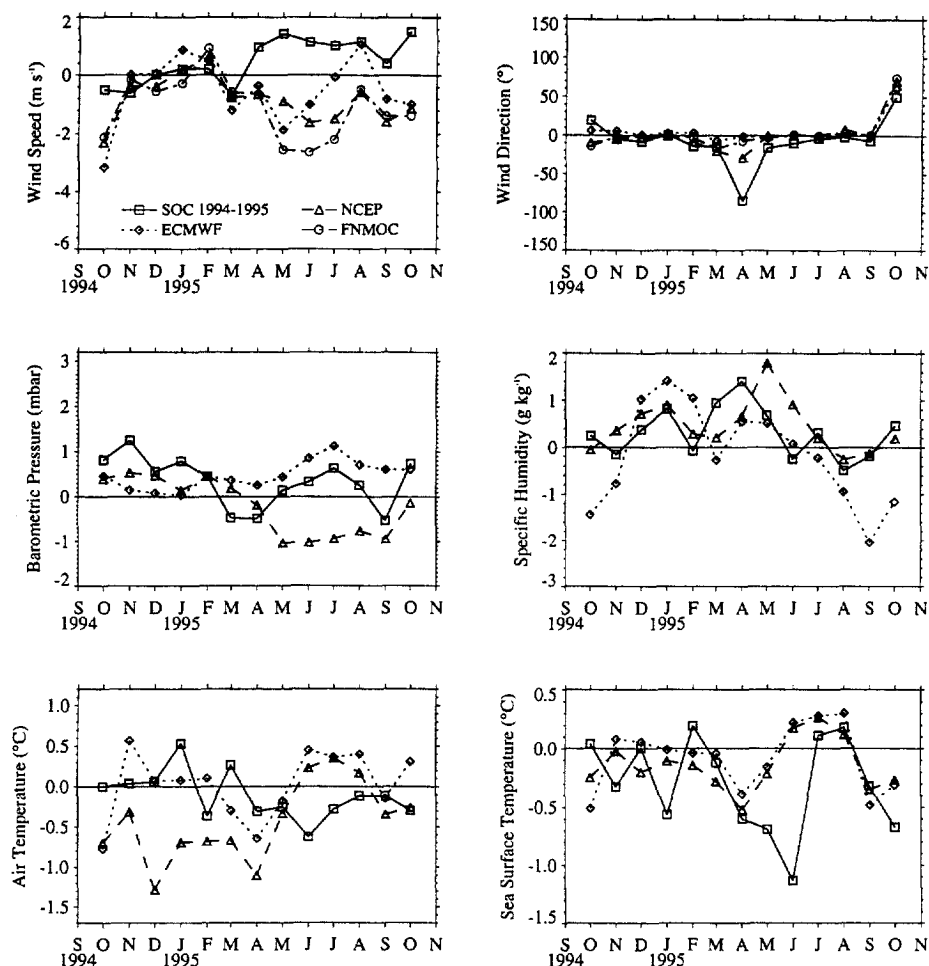 2
0
-2
-4
-6
Wind Speed (m s⁻¹)
SOC 1994-1995
NCEP
ECMWF
FNMOC
S O N D J F M A M J J A S O N
1994 1995
150
100
50
0
-50
-100
-150
Wind Direction (°)
S O N D J F M A M J J A S O N
1994 1995
3
2
1
0
-1
-2
Barometric Pressure (mbar)
S O N D J F M A M J J A S O N
1994 1995
2
1
0
-1
-2
-3
Specific Humidity (g kg⁻¹)
S O N D J F M A M J J A S O N
1994 1995
1.0
0.5
0.0
-0.5
-1.0
-1.5
Air Temperature (°C)
S O N D J F M A M J J A S O N
1994 1995
0.5
0.0
-0.5
-1.0
-1.5
Sea Surface Temperature (°C)
S O N D J F M A M J J A S O N
1994 1995